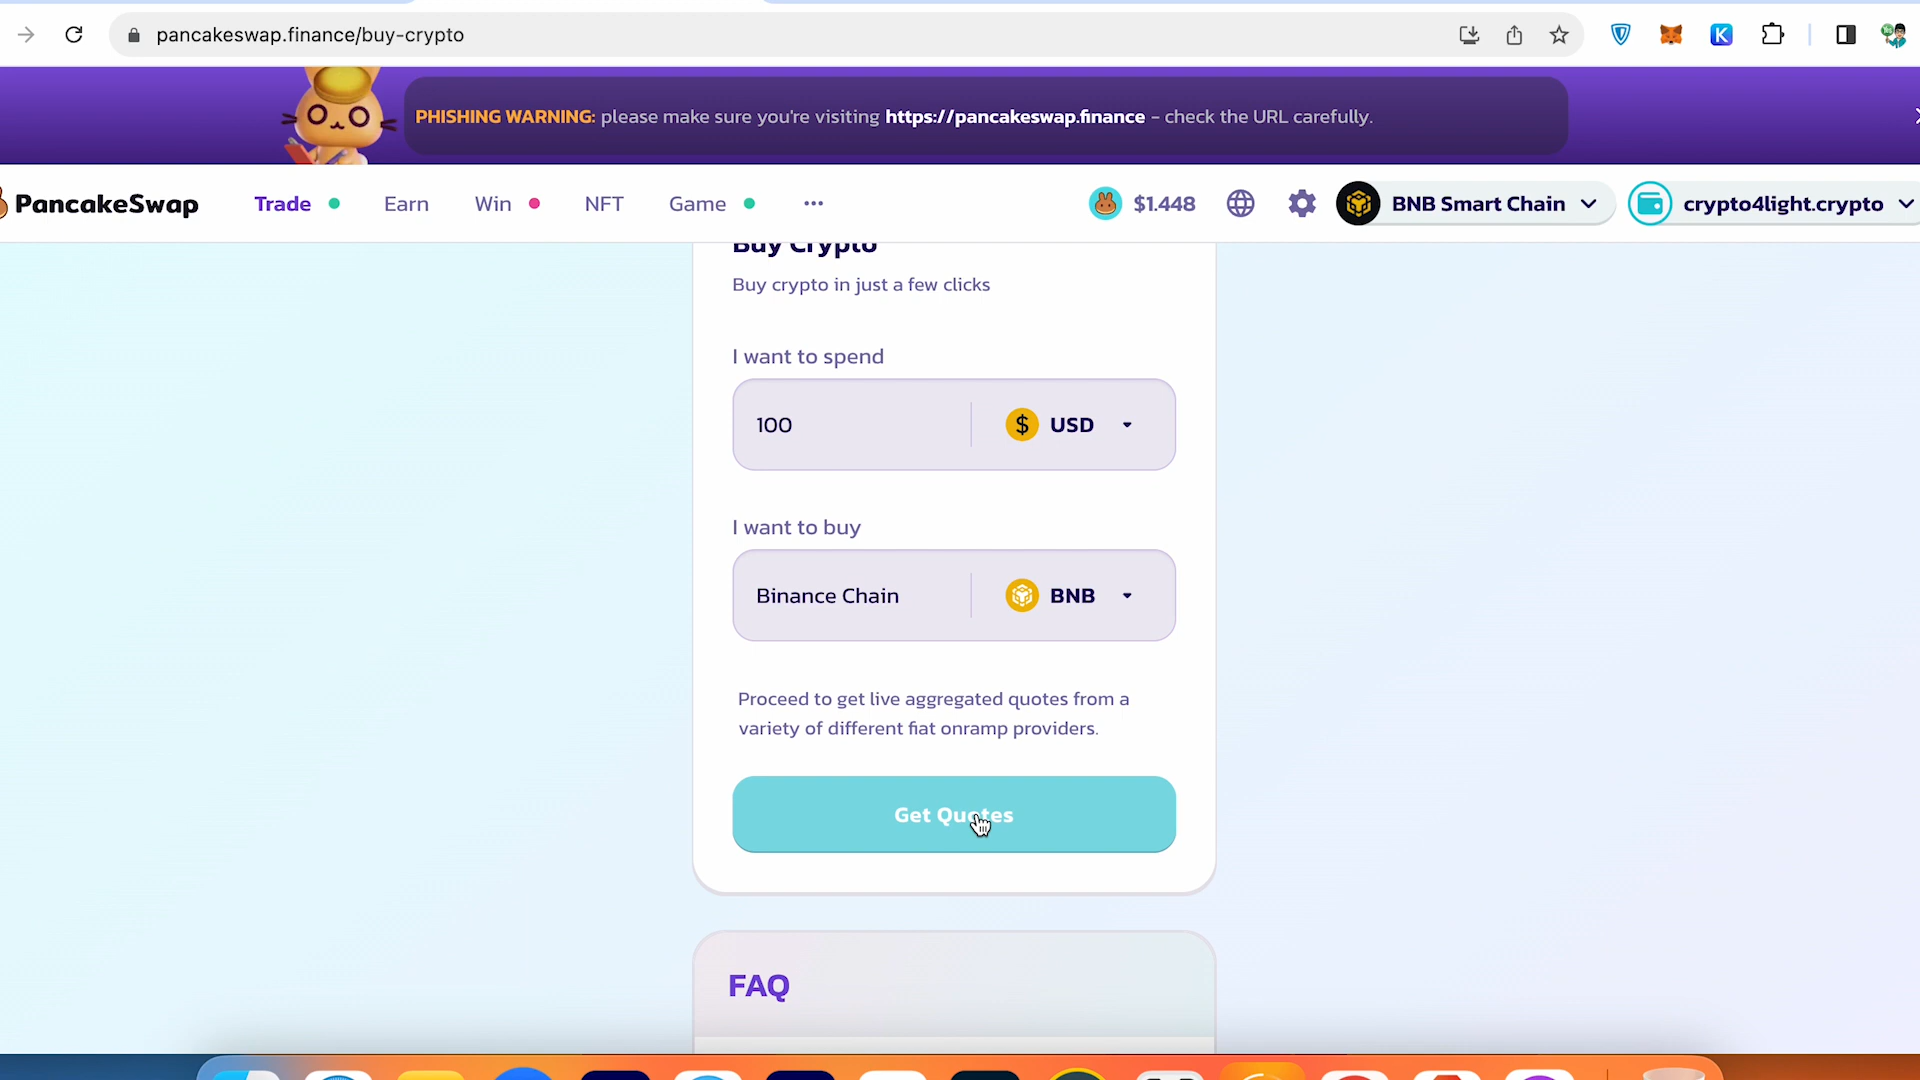 pancakeswap.finance/buy-crypto
K
PHISHING WARNING: please make sure you're visiting https://pancakeswap.finance - check the URL carefully.
PancakeSwap
Trade
Earn
Win
NFT
Game
$1.448
BNB Smart Chain
crypto4light.crypto
Buy Crypto
Buy crypto in just a few clicks
I want to spend
100
$ USD
I want to buy
Binance Chain
BNB
Proceed to get live aggregated quotes from a
variety of different fiat onramp providers.
Get Quotes
FAQ